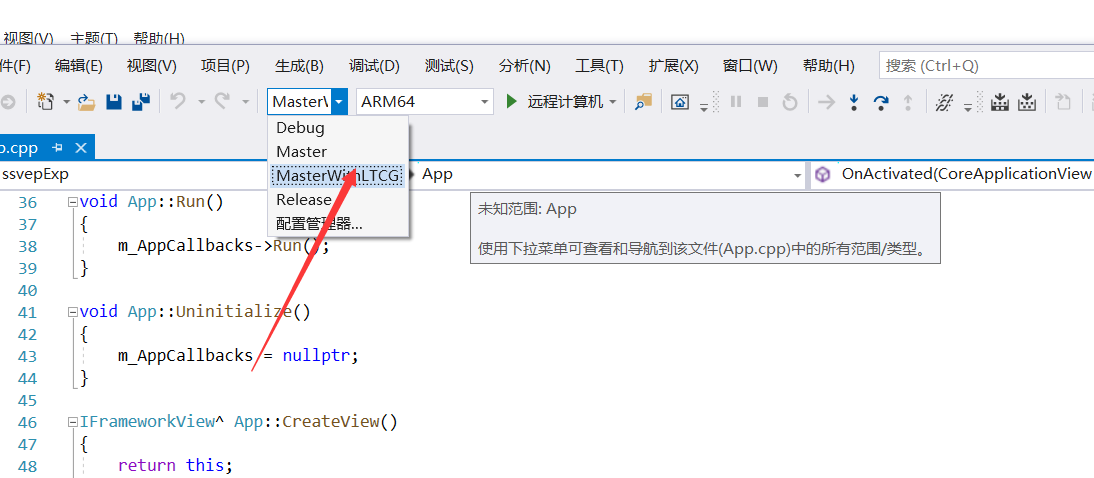 视图(V) 主题(T) 帮助(H)
件(F) 编辑(E) 视图(V) 项目(P) 生成(B) 调试(D) 测试(S) 分析(N) 工具(T) 扩展(X) 窗口(W) 帮助(H) 搜索 (Ctrl+Q)
Master\ ARM64 远程计算机
Debug
Master
MasterWithLTCG
Release
配置管理器...
p.cpp
ssvepExp App OnActivated(CoreApplicationView
未知范围: App
使用下拉菜单可查看和导航到该文件(App.cpp)中的所有范围/类型。
36 void App::Run()
37 {
38 m_AppCallbacks->Run();
39 }
40
41 void App::Uninitialize()
42 {
43 m_AppCallbacks = nullptr;
44 }
45
46 IFrameworkView^ App::CreateView()
47 {
48 return this;